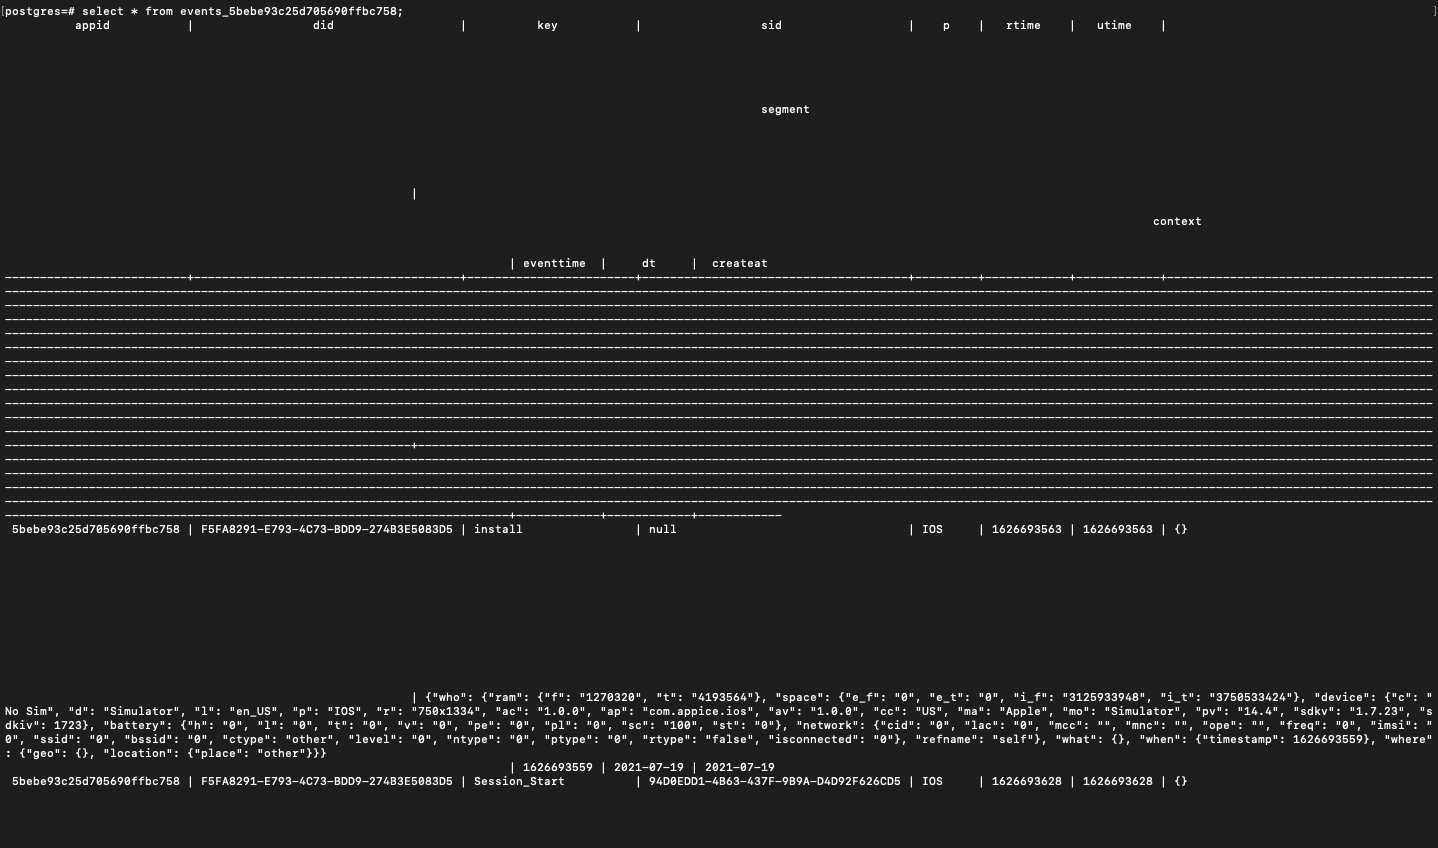 postgres=# select * from events_5bebe93c25d705690ffbc758;
appid | did | key | sid | p | rtime | utime |
segment
|
context
| eventtime | dt | createat
5bebe93c25d705690ffbc758 | F5FA8291-E793-4C73-BDD9-274B3E5083D5 | install | null | IOS | 1626693563 | 1626693563 | {}
| {"who": {"ram": {"f": "1270320", "t": "4193564"}, "space": {"e_f": "0", "e_t": "0", "i_f": "3125933948", "i_t": "3750533424"}, "device": {"c": "
No Sim", "d": "Simulator", "l": "en_US", "p": "IOS", "r": "750x1334", "ac": "1.0.0", "ap": "com.appice.ios", "av": "1.0.0", "cc": "US", "ma": "Apple", "mo": "Simulator", "pv": "14.4", "sdkv": "1.7.23", "s
dkiv": 1723}, "battery": {"h": "0", "l": "0", "t": "0", "v": "0", "pe": "0", "pl": "0", "sc": "100", "st": "0"}, "network": {"cid": "0", "lac": "0", "mcc": "", "mnc": "", "ope": "", "freq": "0", "imsi": "
0", "ssid": "0", "bssid": "0", "ctype": "other", "level": "0", "ntype": "0", "ptype": "0", "rtype": "false", "isconnected": "0"}, "refname": "self"}, "what": {}, "when": {"timestamp": 1626693559}, "where"
: {"geo": {}, "location": {"place": "other"}}}
| 1626693559 | 2021-07-19 | 2021-07-19
5bebe93c25d705690ffbc758 | F5FA8291-E793-4C73-BDD9-274B3E5083D5 | Session_Start | 94D0EDD1-4B63-437F-9B9A-D4D92F626CD5 | IOS | 1626693628 | 1626693628 | {}